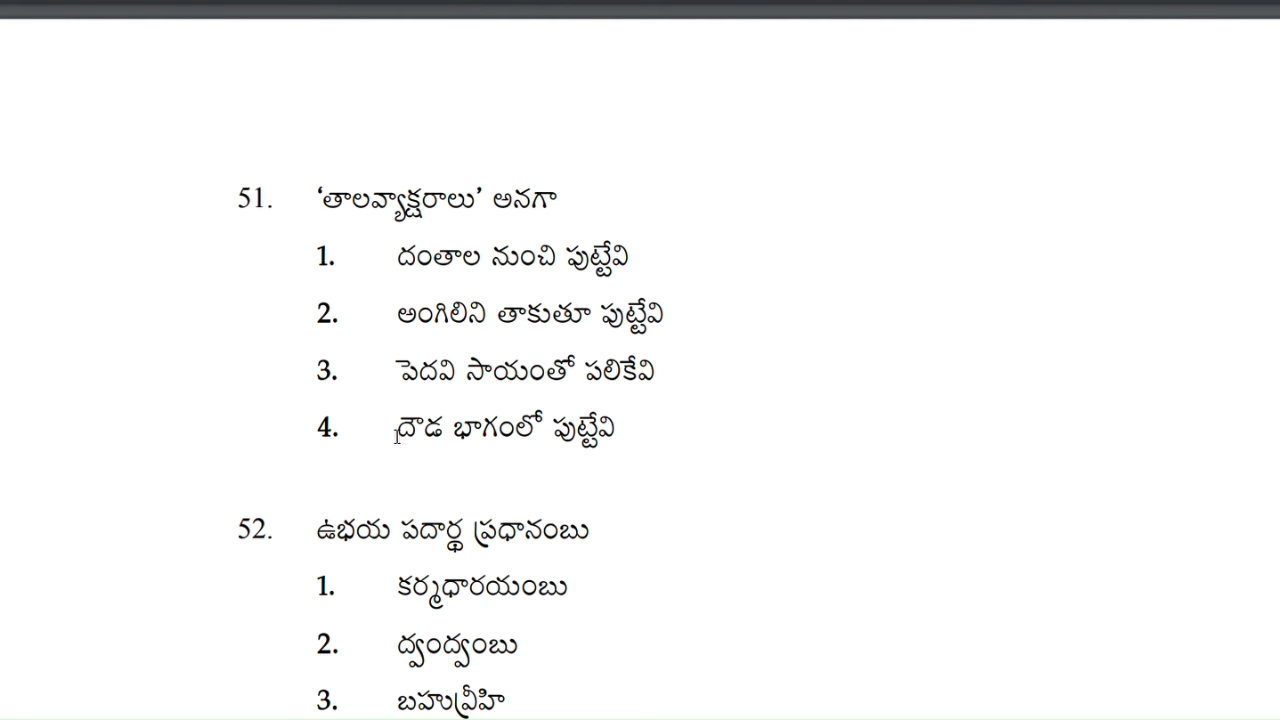 51. ‘తాలవ్యాక్షరాలు’ అనగా
1. దంతాల నుంచి పుట్టేవి
2. అంగిలిని తాకుతూ పుట్టేవి
3. పెదవి సాయంతో పలికేవి
4. దౌడ భాగంలో పుట్టేవి
52. ఉభయ పదార్థ ప్రధానంబు
1. కర్మధారయంబు
2. ద్వంద్వంబు
3. బహువ్రీహి